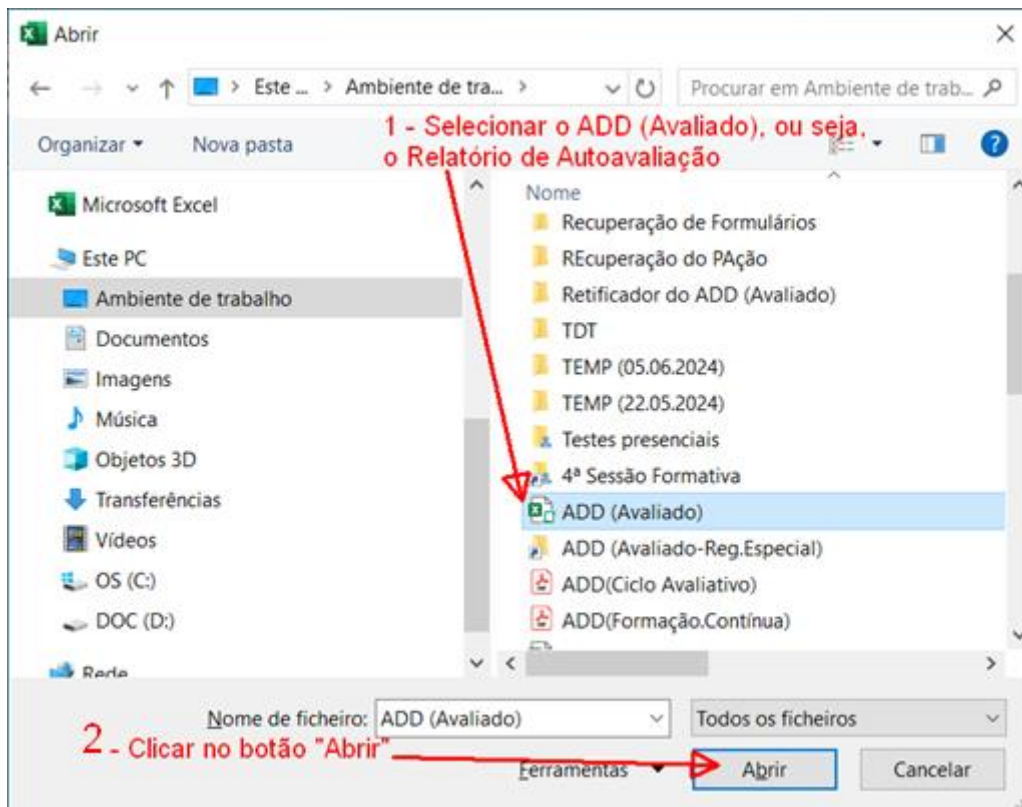 Abrir
Este ... > Ambiente de tra... >
Procurar em Ambiente de trab...
1 - Selecionar o ADD (Avaliado), ou seja,
o Relatório de Autoavaliação
Organizar
Nova pasta
Microsoft Excel
Este PC
Ambiente de trabalho
Documentos
Imagens
Música
Objetos 3D
Transferências
Vídeos
OS (C:)
DOC (D:)
Rede
Nome
Recuperação de Formulários
REcuperação do PAção
Retificador do ADD (Avaliado)
TDT
TEMP (05.06.2024)
TEMP (22.05.2024)
Testes presenciais
4ª Sessão Formativa
ADD (Avaliado)
ADD (Avaliado-Reg.Especial)
ADD(Ciclo Avaliativo)
ADD(Formação.Contínua)
Nome de ficheiro: ADD (Avaliado)
Todos os ficheiros
2 - Clicar no botão "Abrir"
Ferramentas
Abrir
Cancelar